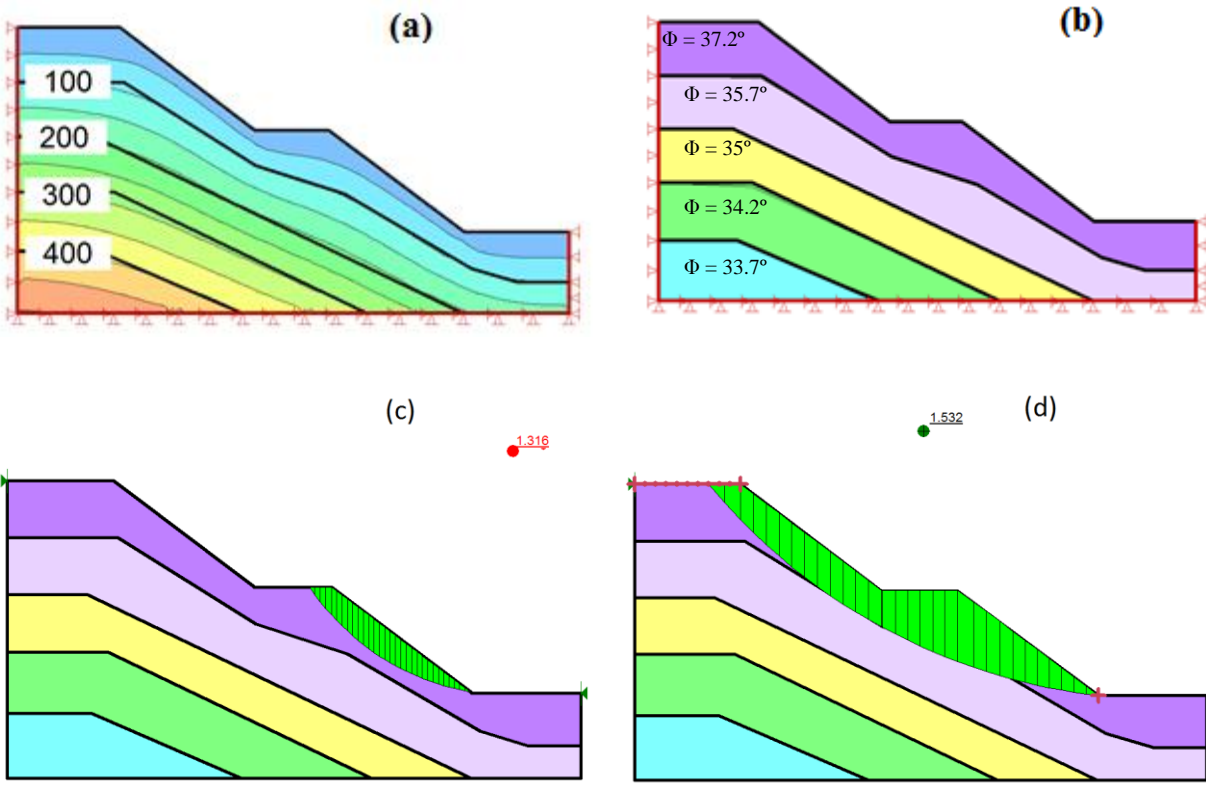 (a)
100
200
300
400
(b)
Φ = 37.2º
Φ = 35.7º
Φ = 35º
Φ = 34.2º
Φ = 33.7º
(c)
1.316
(d)
1.532